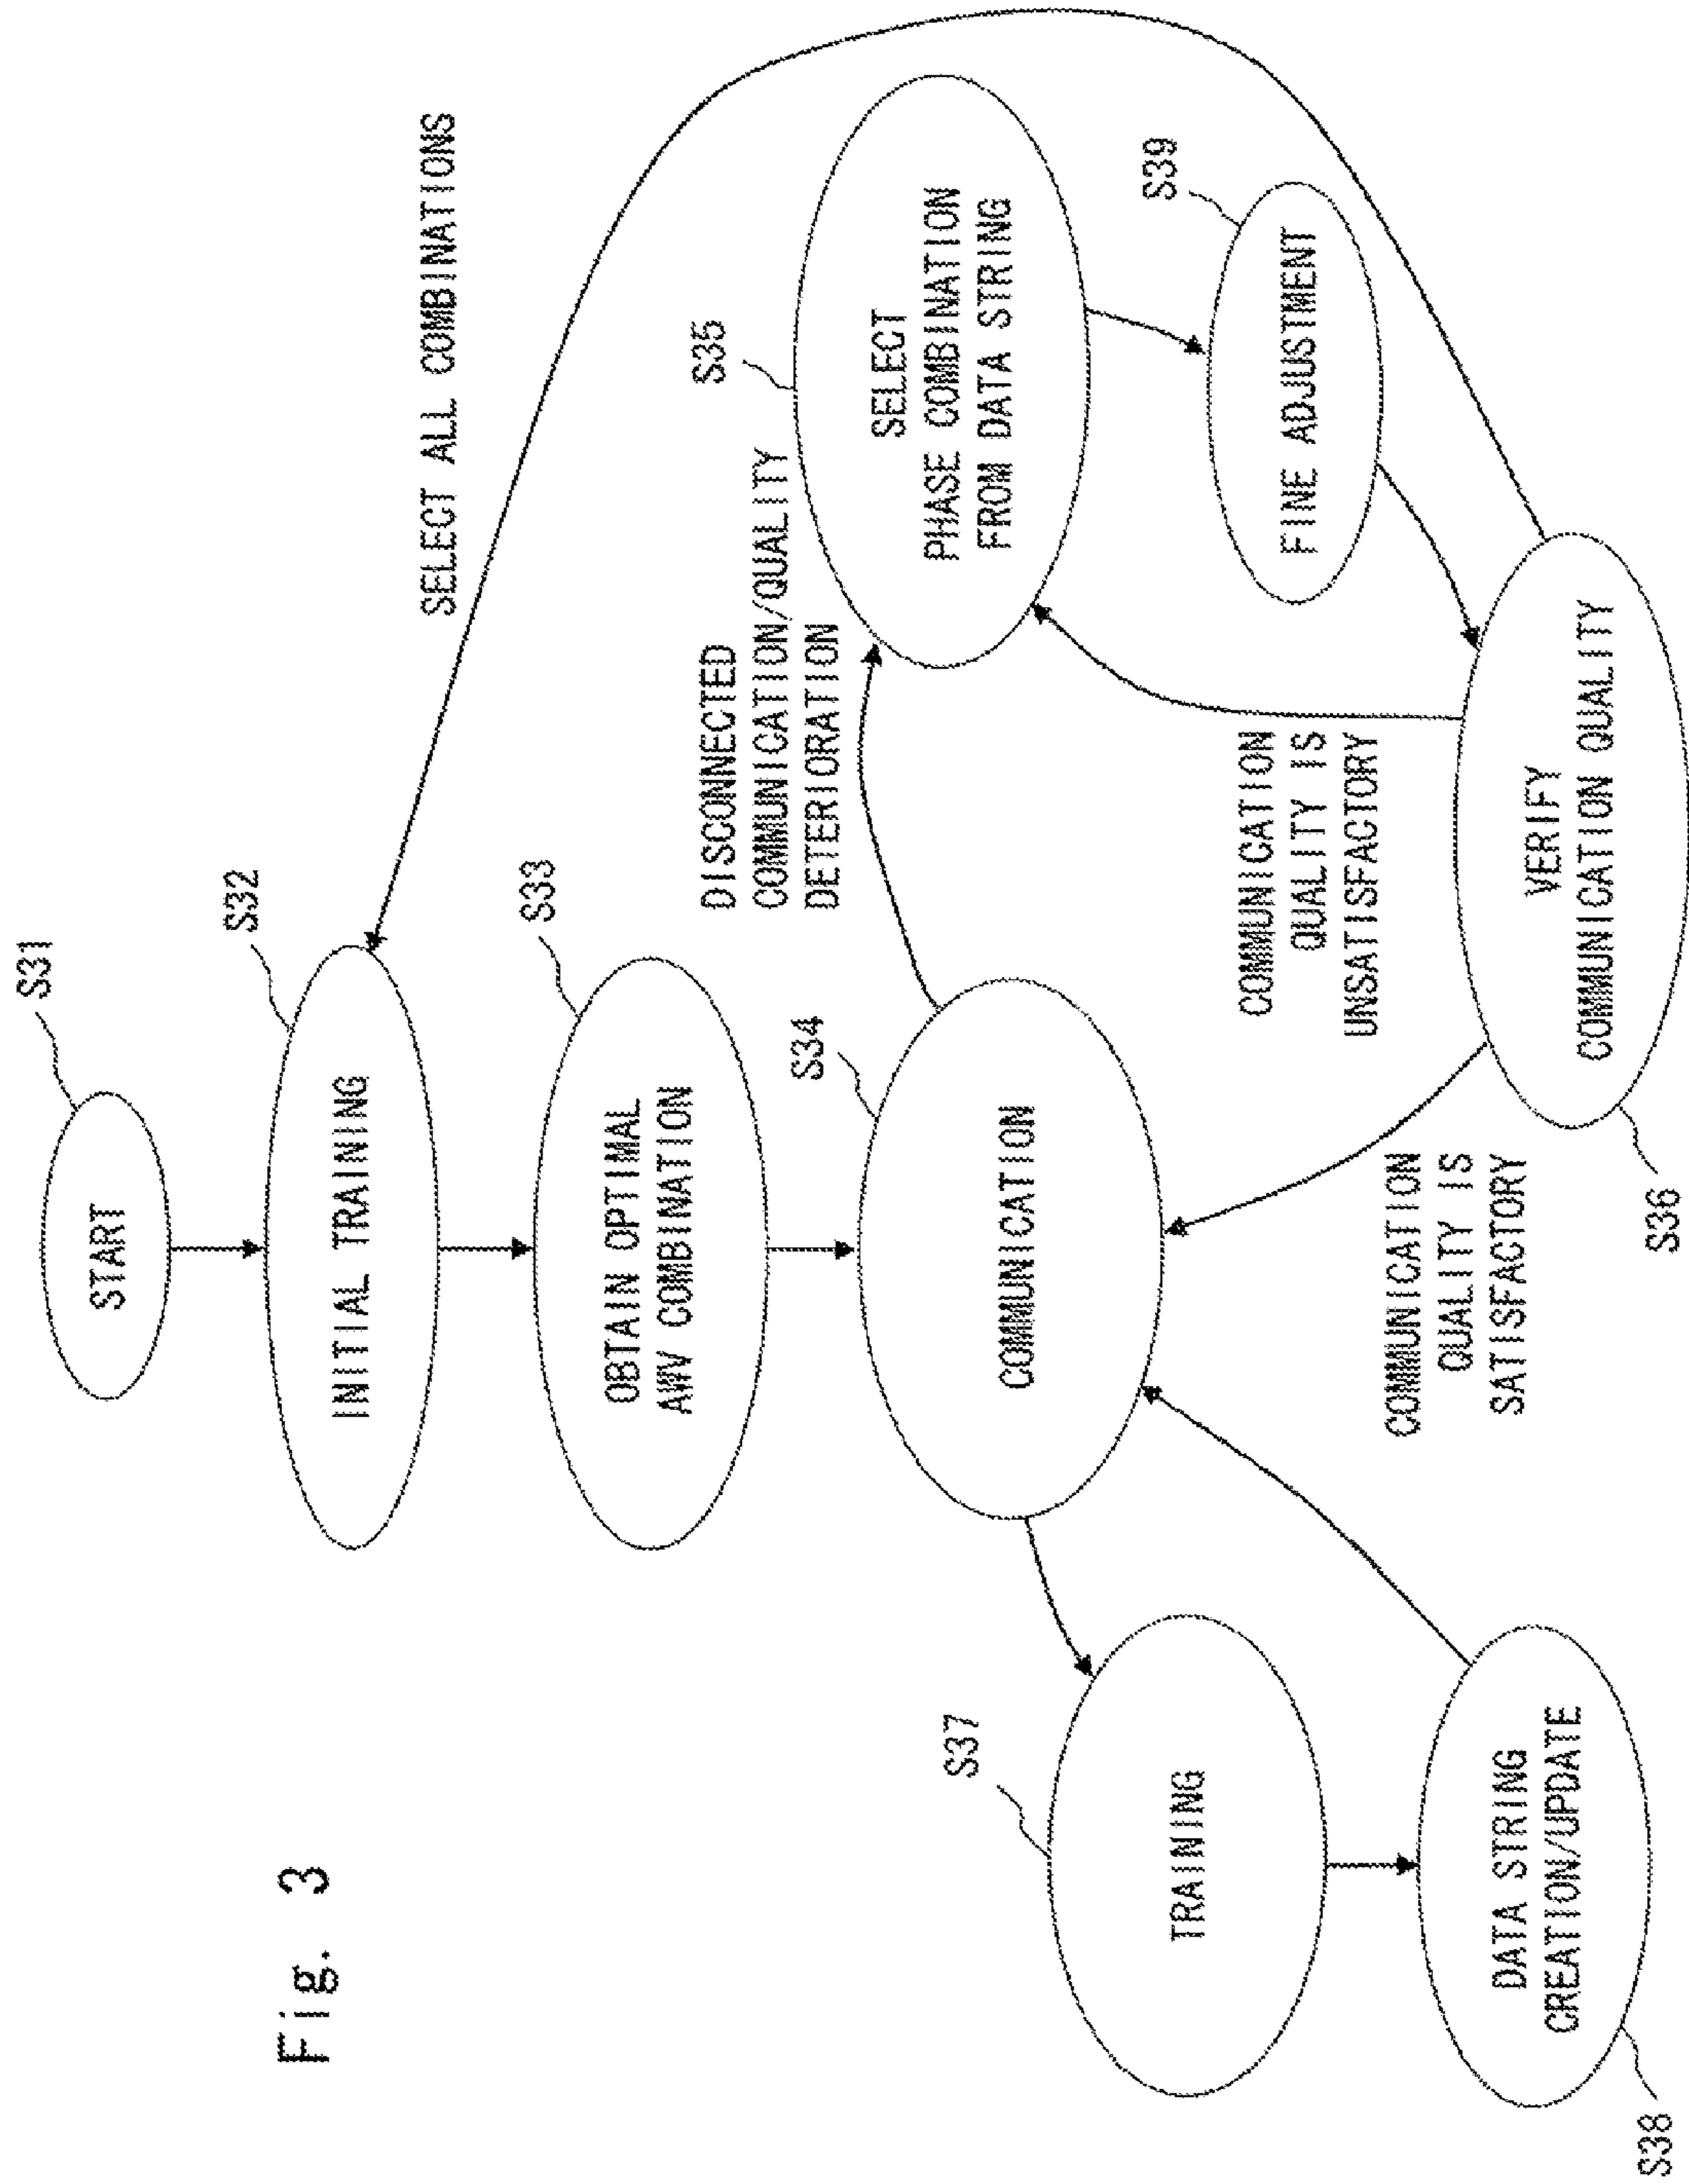 Fig. 3
START
S31
INITIAL TRAINING
S32
SELECT ALL COMBINATIONS
OBTAIN OPTIMAL
AWV COMBINATION
S33
COMMUNICATION
S34
DISCONNECTED
COMMUNICATION/QUALITY
DETERIORATION
S35
SELECT
PHASE COMBINATION
FROM DATA STRING
S39
FINE ADJUSTMENT
TRAINING
S37
COMMUNICATION
QUALITY IS
UNSATISFACTORY
COMMUNICATION
QUALITY IS
SATISFACTORY
VERIFY
COMMUNICATION QUALITY
S36
DATA STRING
CREATION/UPDATE
S38